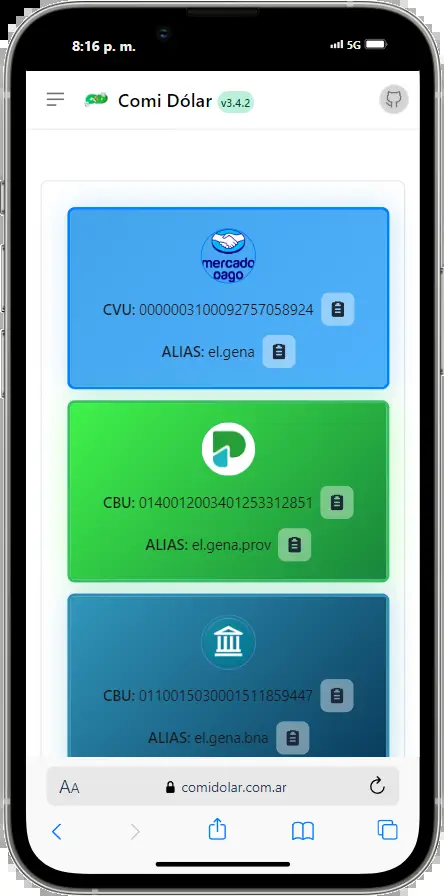 8:16 p. m.
5G
Comi Dólar v3.4.2
mercado
pago
CVU: 0000003100092757058924
ALIAS: el.gena
CBU: 0140012003401253312851
ALIAS: el.gena.prov
CBU: 0110015030001511859447
ALIAS: el.gena.bna
AA comidolar.com.ar